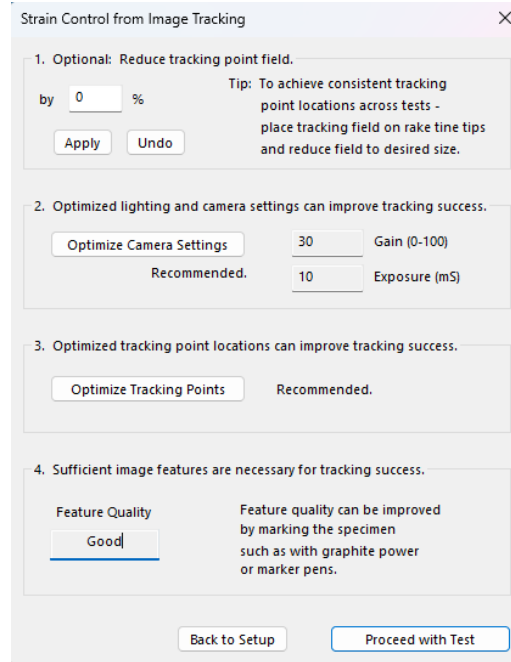 Strain Control from Image Tracking
1. Optional: Reduce tracking point field.
by 0 %
Apply Undo
Tip: To achieve consistent tracking
point locations across tests -
place tracking field on rake tine tips
and reduce field to desired size.
2. Optimized lighting and camera settings can improve tracking success.
Optimize Camera Settings 30 Gain (0-100)
Recommended. 10 Exposure (mS)
3. Optimized tracking point locations can improve tracking success.
Optimize Tracking Points Recommended.
4. Sufficient image features are necessary for tracking success.
Feature Quality
Good
Feature quality can be improved
by marking the specimen
such as with graphite power
or marker pens.
Back to Setup Proceed with Test